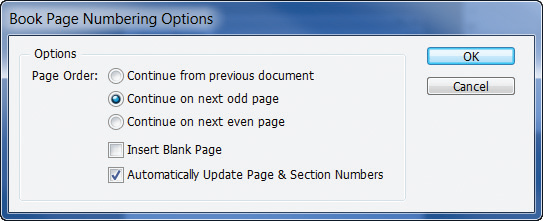 Book Page Numbering Options
Options
OK
Page Order:
Continue from previous document
Cancel
Continue on next odd page
Continue on next even page
Insert Blank Page
Automatically Update Page & Section Numbers